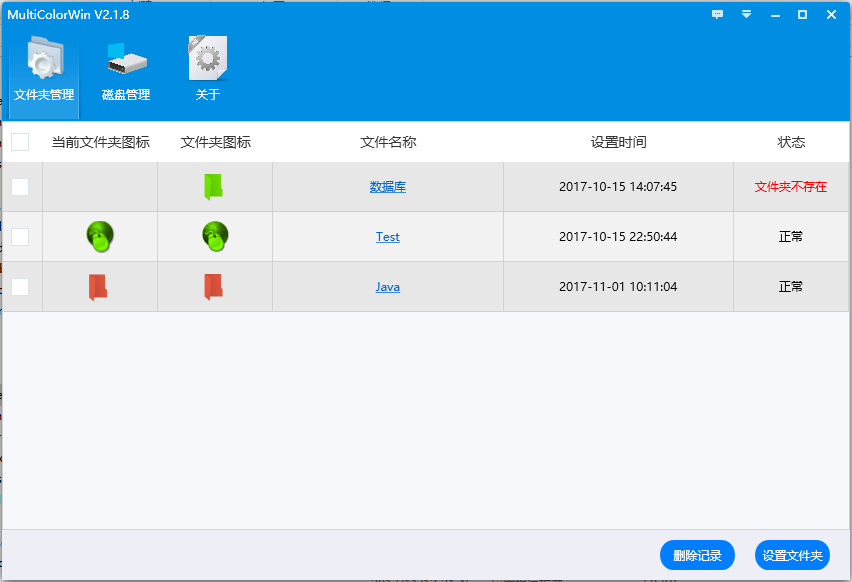 MultiColorWin V2.1.8
文件夹管理 磁盘管理 关于
当前文件夹图标 文件夹图标 文件名称 设置时间 状态
数据库 2017-10-15 14:07:45 文件夹不存在
Test 2017-10-15 22:50:44 正常
Java 2017-11-01 10:11:04 正常
删除记录 设置文件夹